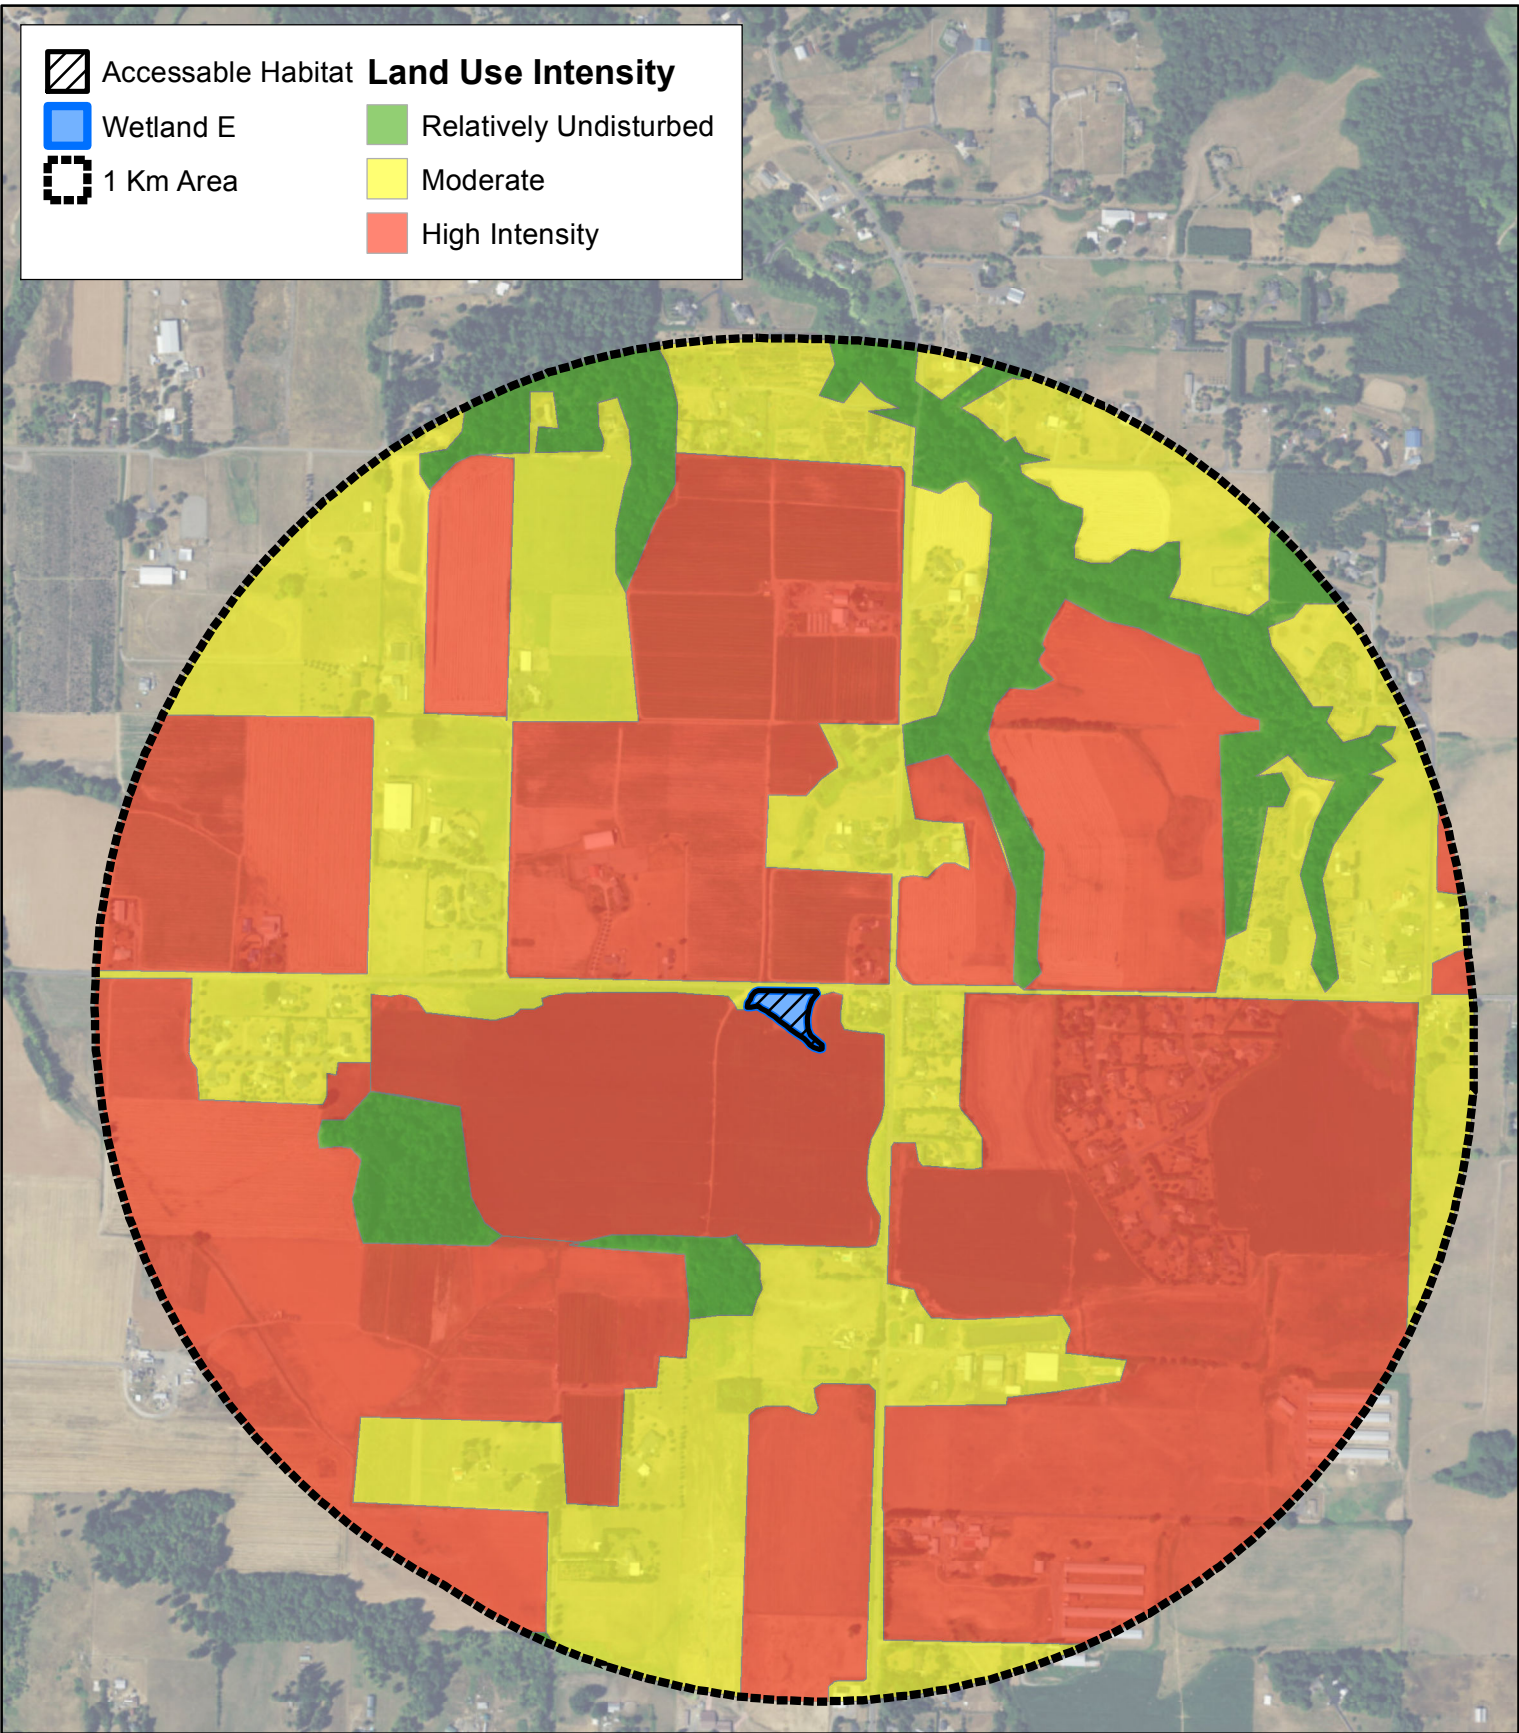 Accessable Habitat
Wetland E
1 Km Area
Land Use Intensity
Relatively Undisturbed
Moderate
High Intensity